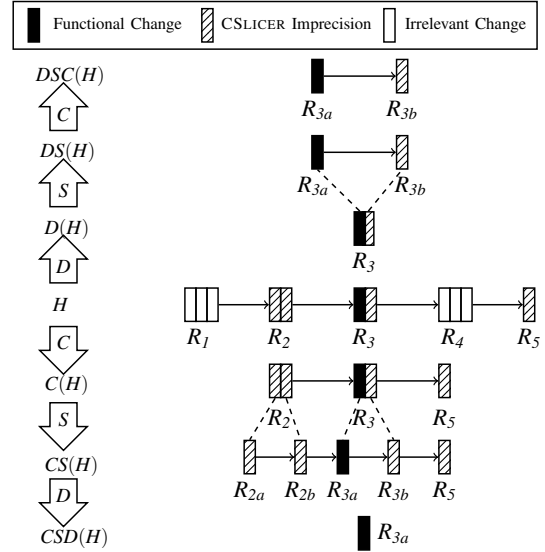 Functional Change CSLICER Imprecision Irrelevant Change
DSC(H)
C
R3a R3b
DS(H)
S
R3a R3b
D(H)
D
R3
H
R1 R2 R3 R4 R5
C
C(H)
R2 R3 R5
S
CS(H)
R2a R2b R3a R3b R5
D
CSD(H)
R3a